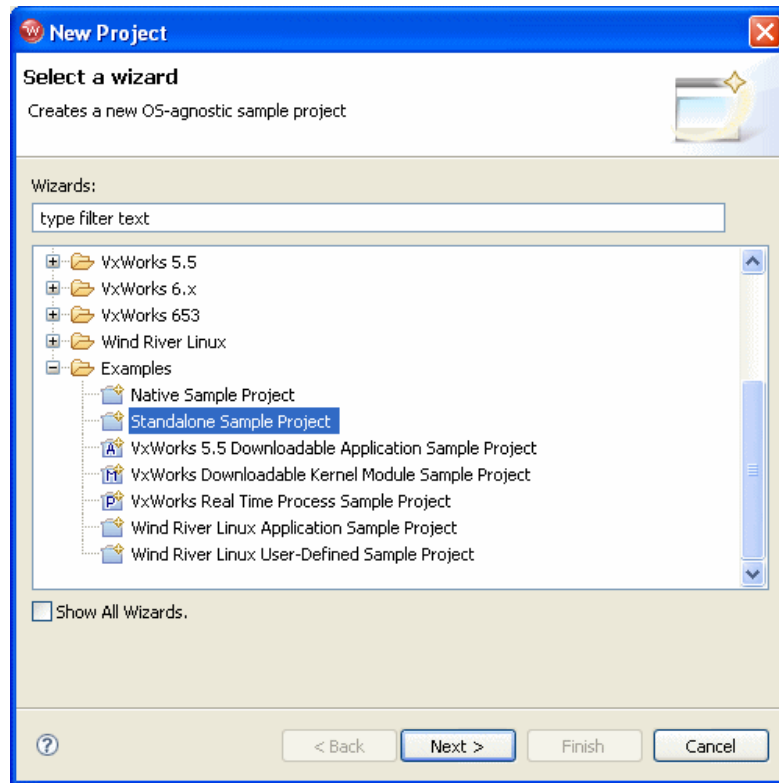 New Project
Select a wizard
Creates a new OS-agnostic sample project
Wizards:
type filter text
VxWorks 5.5
VxWorks 6.x
VxWorks 653
Wind River Linux
Examples
Native Sample Project
Standalone Sample Project
VxWorks 5.5 Downloadable Application Sample Project
VxWorks Downloadable Kernel Module Sample Project
VxWorks Real Time Process Sample Project
Wind River Linux Application Sample Project
Wind River Linux User-Defined Sample Project
Show All Wizards.
< Back Next > Finish Cancel